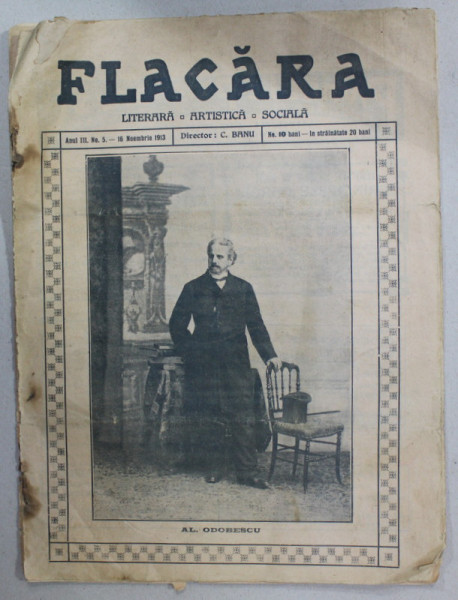 FLACĂRA
LITERARĂ ▫ ARTISTICĂ ▫ SOCIALĂ
Anul III, No. 5. — 16 Noembrie 1913 Director : C. BANU No. 10 bani — In străinătate 20 bani
AL. ODOBESCU